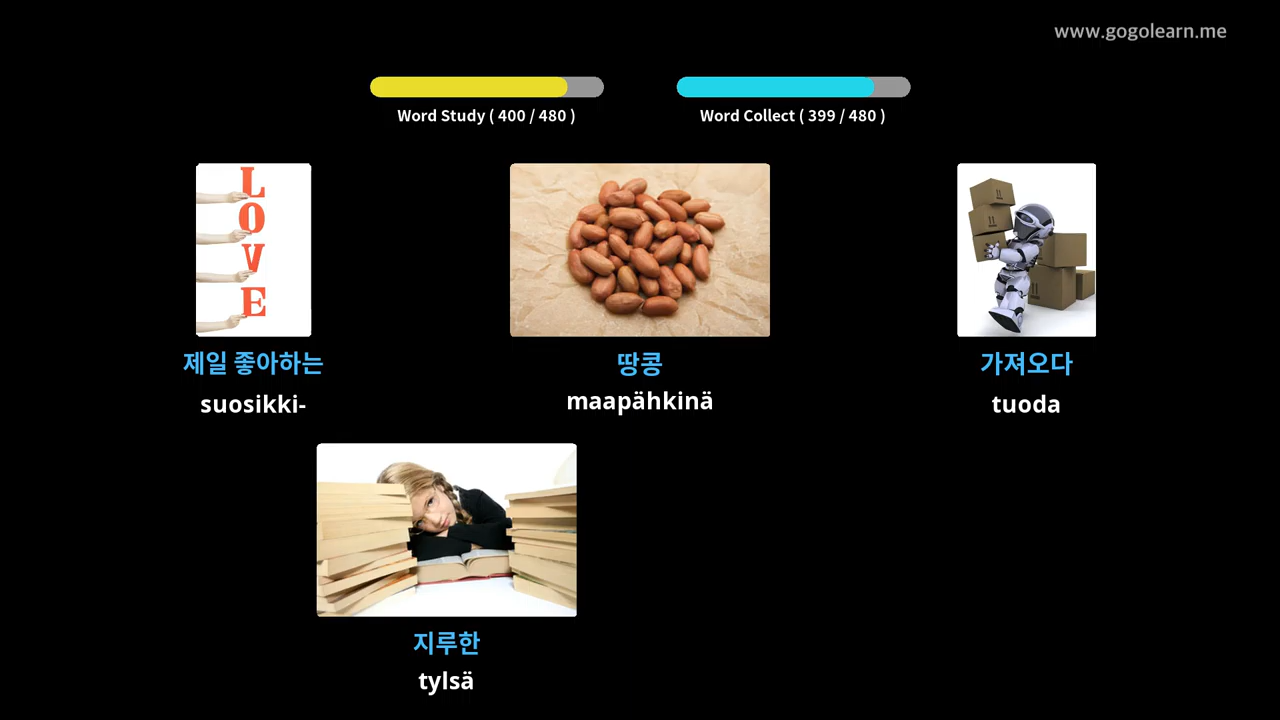 www.gogolearn.me
Word Study ( 400 / 480 )
Word Collect ( 399 / 480 )
L
O
V
E
제일 좋아하는
suosikki-
땅콩
maapähkinä
가져오다
tuoda
지루한
tylsä